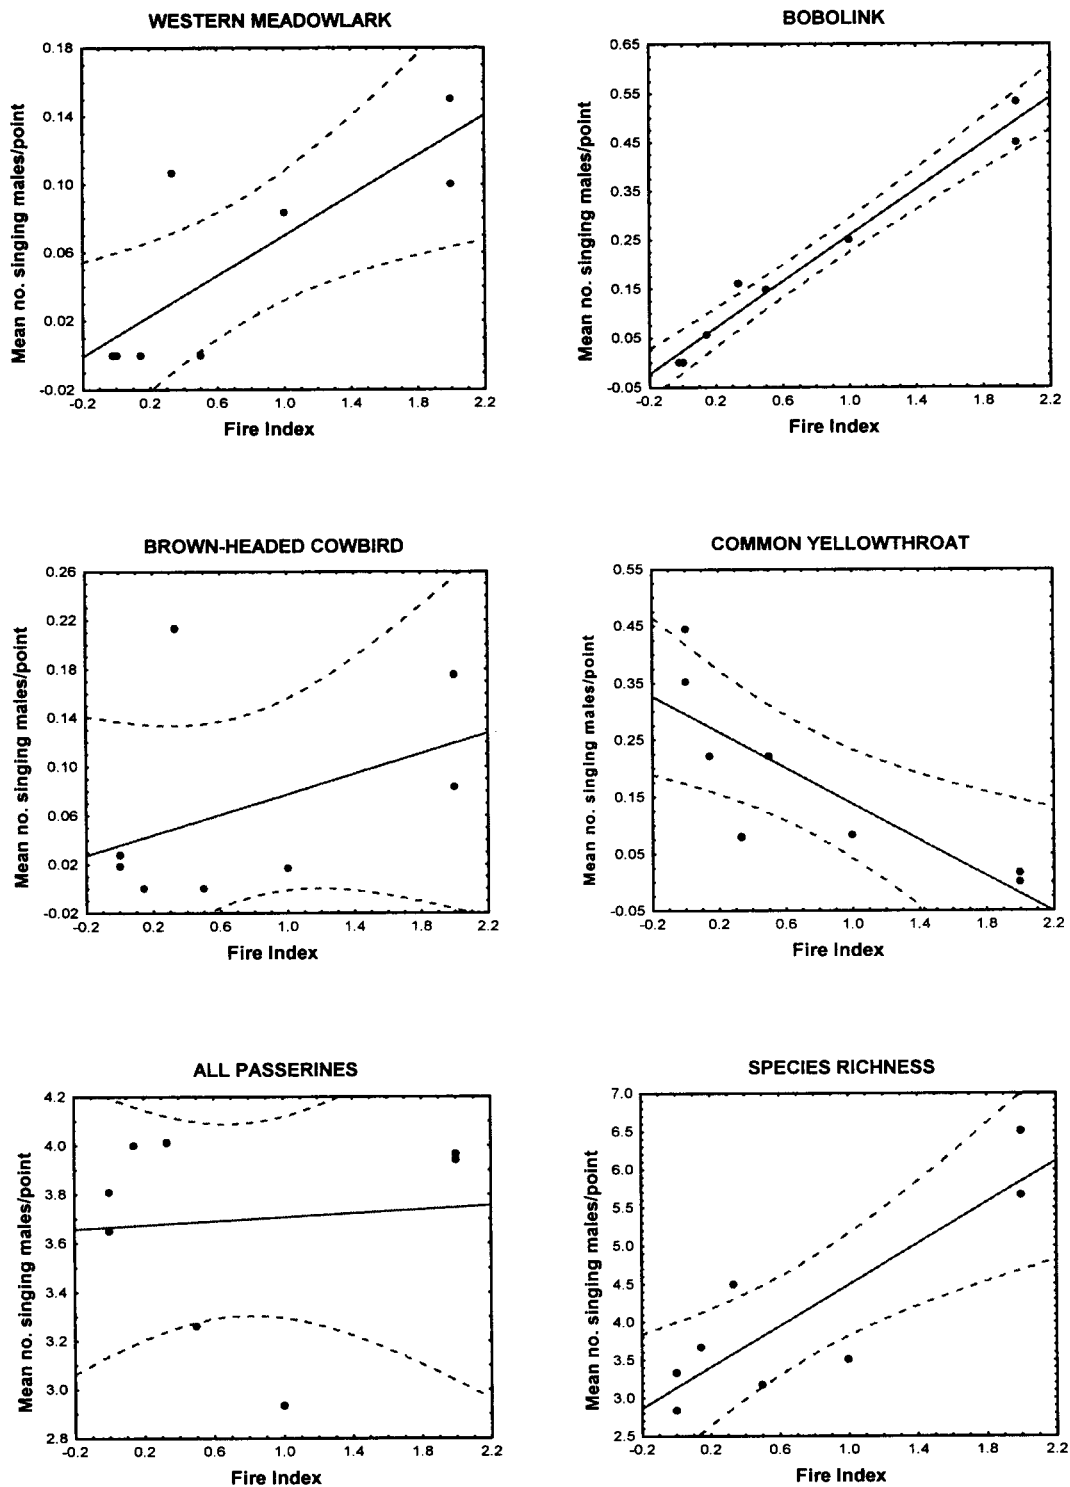 WESTERN MEADOWLARK
Mean no. singing males/point
0.18
0.14
0.10
0.06
0.02
-0.02
-0.2 0.2 0.6 1.0 1.4 1.8 2.2
Fire Index
BOBOLINK
Mean no. singing males/point
0.65
0.55
0.45
0.35
0.25
0.15
0.05
-0.05
-0.2 0.2 0.6 1.0 1.4 1.8 2.2
Fire Index
BROWN-HEADED COWBIRD
Mean no. singing males/point
0.26
0.22
0.18
0.14
0.10
0.06
0.02
-0.02
-0.2 0.2 0.6 1.0 1.4 1.8 2.2
Fire Index
COMMON YELLOWTHROAT
Mean no. singing males/point
0.55
0.45
0.35
0.25
0.15
0.05
-0.05
-0.2 0.2 0.6 1.0 1.4 1.8 2.2
Fire Index
ALL PASSERINES
Mean no. singing males/point
4.2
4.0
3.8
3.6
3.4
3.2
3.0
2.8
-0.2 0.2 0.6 1.0 1.4 1.8 2.2
Fire Index
SPECIES RICHNESS
Mean no. singing males/point
7.0
6.5
6.0
5.5
5.0
4.5
4.0
3.5
3.0
2.5
-0.2 0.2 0.6 1.0 1.4 1.8 2.2
Fire Index